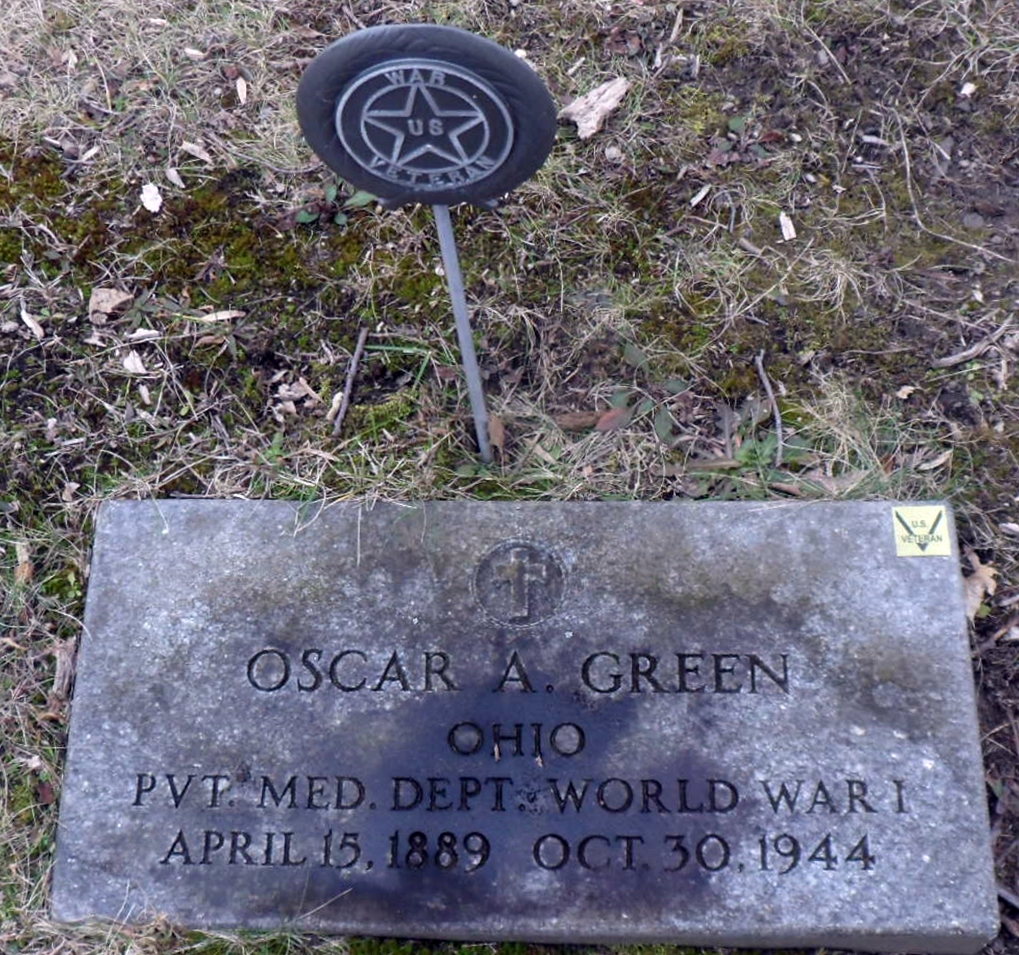 WAR
US
VETERAN
U.S.
VETERAN
OSCAR A. GREEN
OHIO
PVT. MED. DEPT. WORLD WAR I
APRIL 15, 1889 OCT. 30, 1944